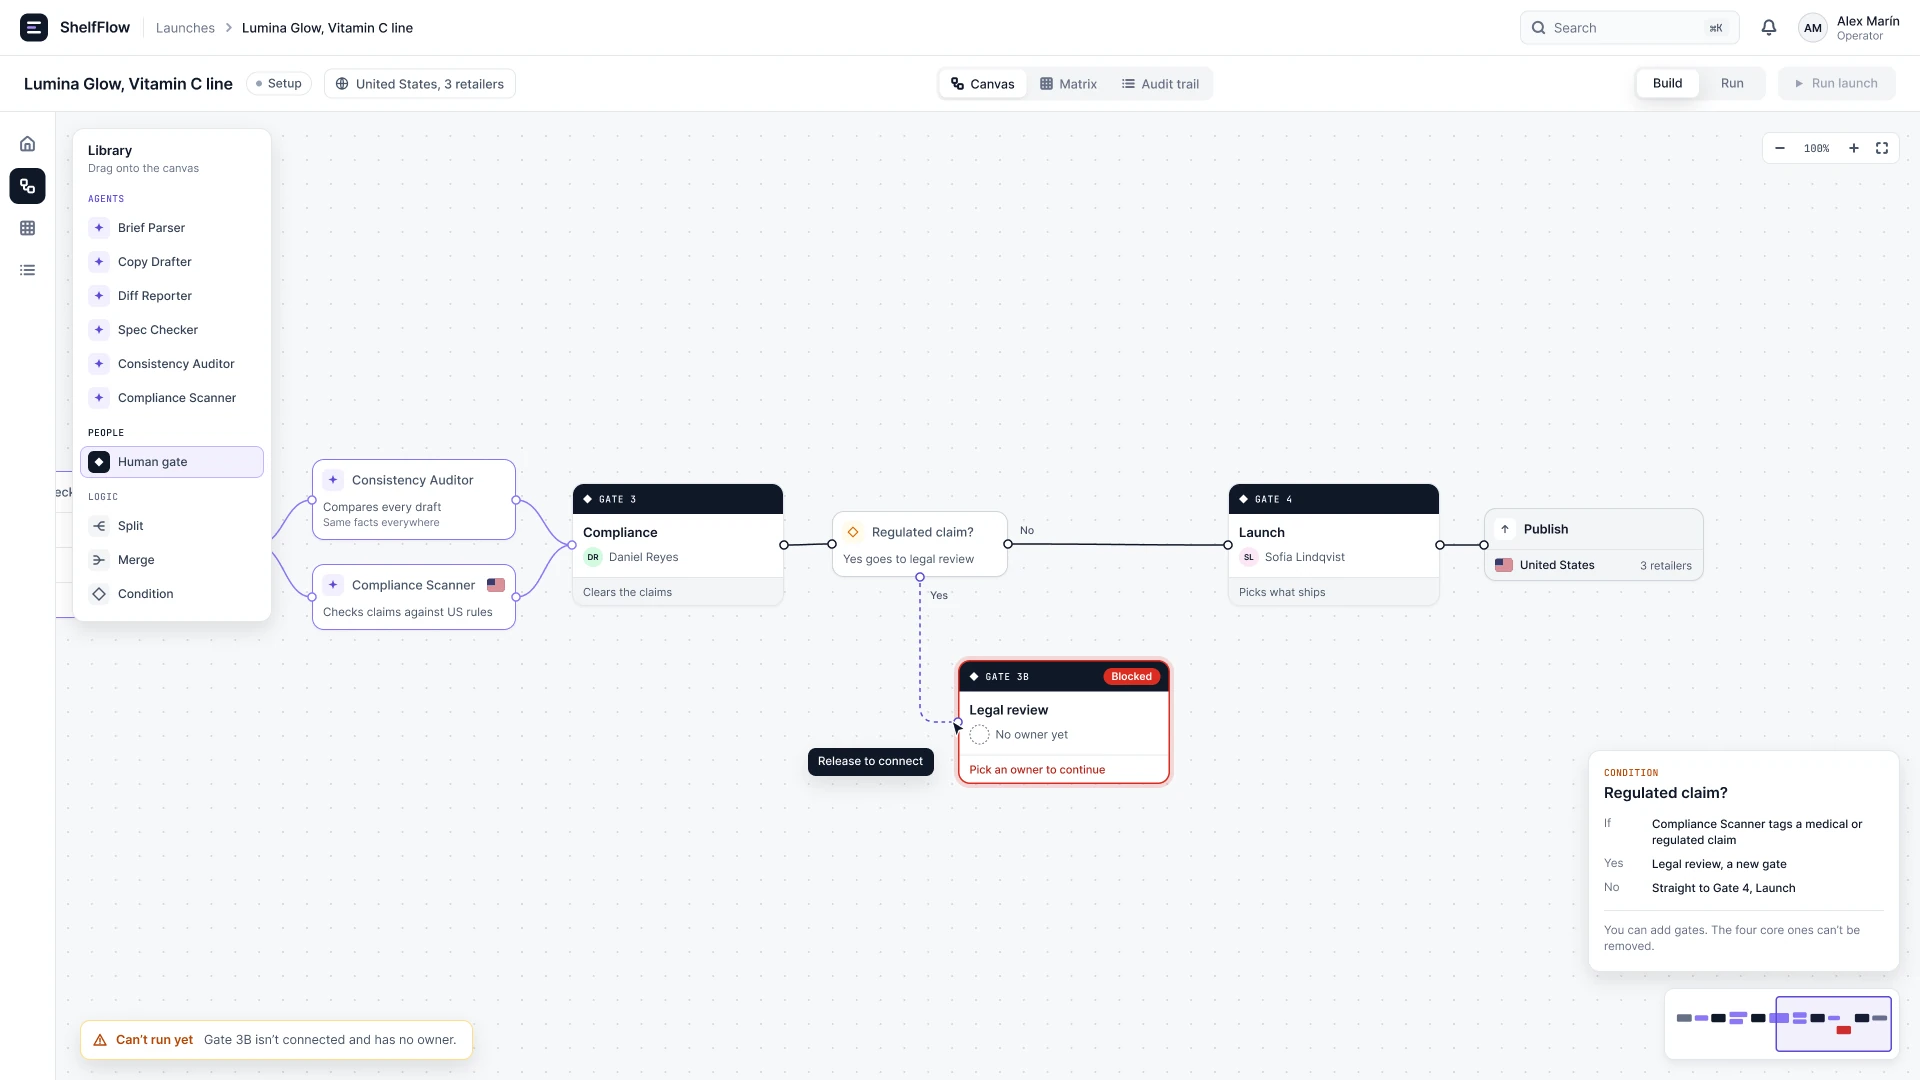 ShelfFlow
Launches
Lumina Glow, Vitamin C line
Search
⌘K
AM
Alex Marín
Operator
Lumina Glow, Vitamin C line
Setup
United States, 3 retailers
Canvas
Matrix
Audit trail
Build
Run
Run launch
Library
Drag onto the canvas
AGENTS
Brief Parser
Copy Drafter
Diff Reporter
Spec Checker
Consistency Auditor
Compliance Scanner
PEOPLE
Human gate
LOGIC
Split
Merge
Condition
100%
Consistency Auditor
Compares every draft
Same facts everywhere
Compliance Scanner
Checks claims against US rules
GATE 3
Compliance
DR
Daniel Reyes
Clears the claims
Regulated claim?
Yes goes to legal review
No
Yes
GATE 4
Launch
SL
Sofia Lindqvist
Picks what ships
Publish
United States
3 retailers
GATE 3B
Blocked
Legal review
No owner yet
Pick an owner to continue
Release to connect
CONDITION
Regulated claim?
If
Compliance Scanner tags a medical or
regulated claim
Yes
Legal review, a new gate
No
Straight to Gate 4, Launch
You can add gates. The four core ones can't be
removed.
Can't run yet
Gate 3B isn't connected and has no owner.